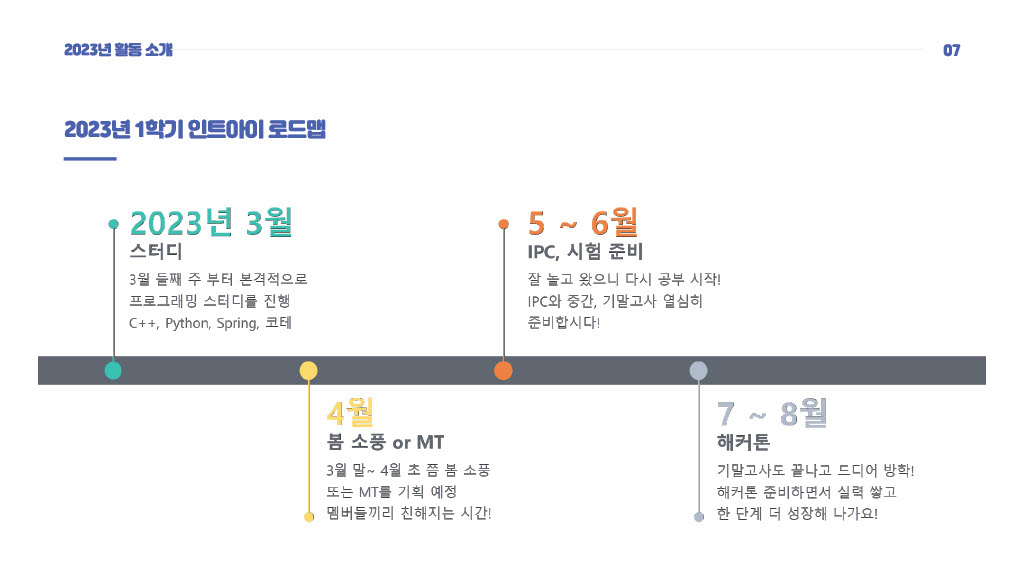 2023년 활동 소개
07
2023년 1학기 인트아이 로드맵
2023년 3월
스터디
3월 둘째 주 부터 본격적으로
프로그래밍 스터디를 진행
C++, Python, Spring, 코테
5 ~ 6월
IPC, 시험 준비
잘 놀고 왔으니 다시 공부 시작!
IPC와 중간, 기말고사 열심히
준비합시다!
4월
봄 소풍 or MT
3월 말~ 4월 초 쯤 봄 소풍
또는 MT를 기획 예정
멤버들끼리 친해지는 시간!
7 ~ 8월
해커톤
기말고사도 끝나고 드디어 방학!
해커톤 준비하면서 실력 쌓고
한 단계 더 성장해 나가요!